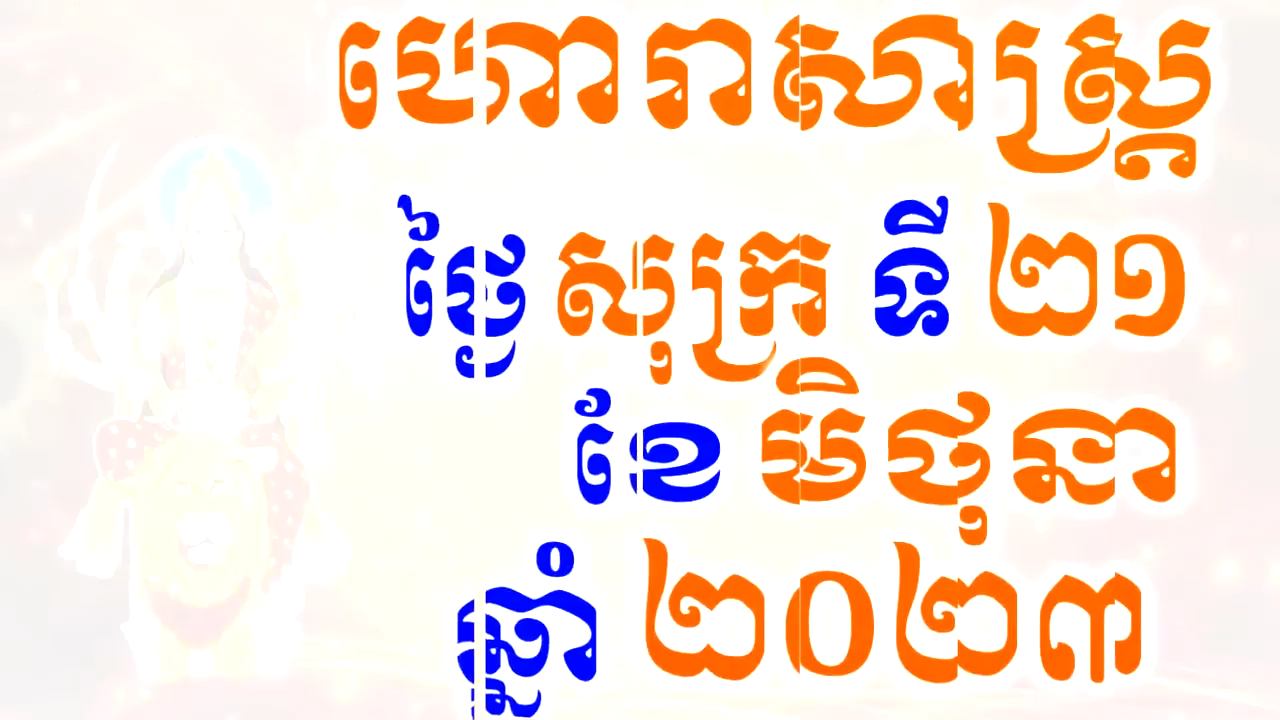 ហោរាសាស្ត្រ
ថ្ងៃ សុក្រ ទី ២១
ខែ មិថុនា
ឆ្នាំ ២០២៣